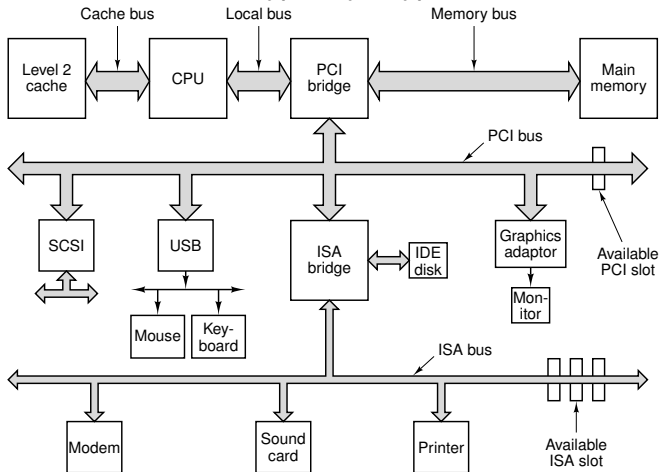 Cache bus
Local bus
Memory bus
Level 2
cache
CPU
PCI
bridge
Main
memory
PCI bus
SCSI
USB
ISA
bridge
IDE
disk
Graphics
adaptor
Available
PCI slot
Mouse
Key-
board
Mon-
itor
ISA bus
Modem
Sound
card
Printer
Available
ISA slot